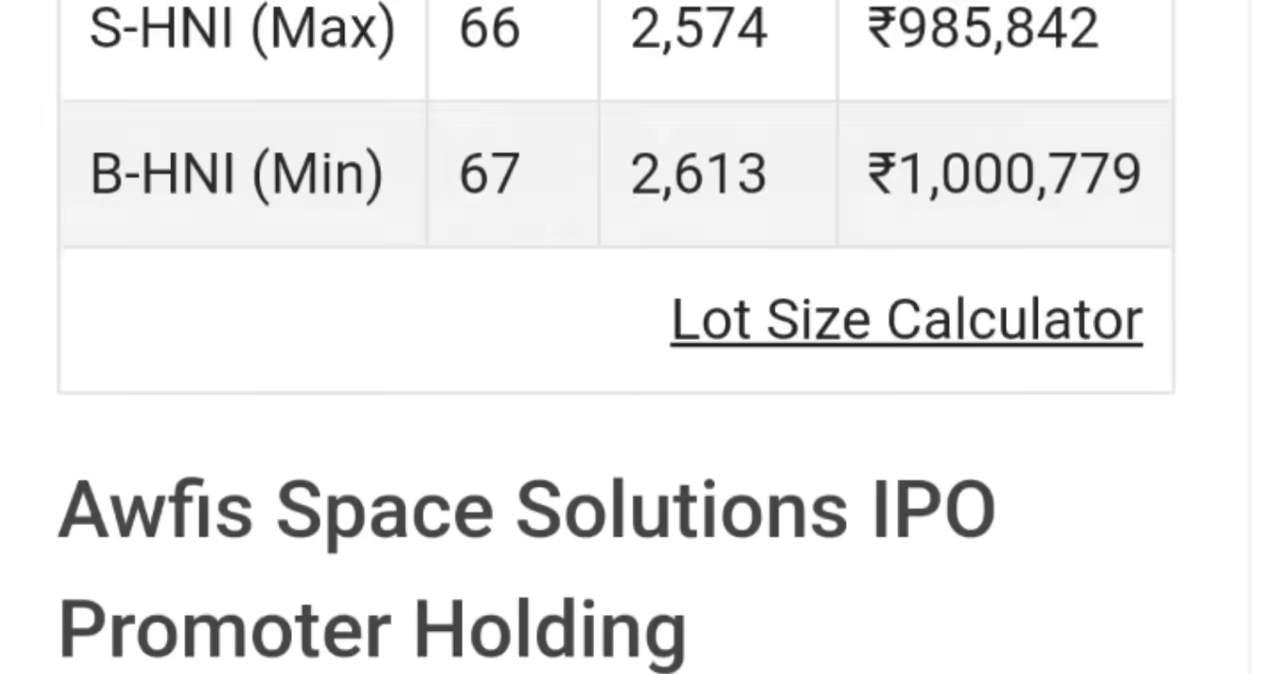 S-HNI (Max) 66 2,574 ₹985,842
B-HNI (Min) 67 2,613 ₹1,000,779
Lot Size Calculator
Awfis Space Solutions IPO
Promoter Holding